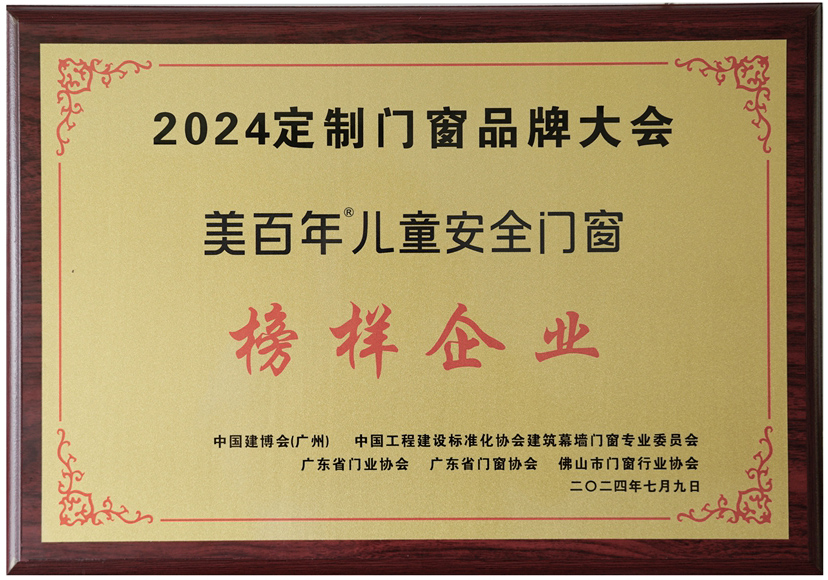 2024定制门窗品牌大会
美百年®儿童安全门窗
榜样企业
中国建博会(广州) 中国工程建设标准化协会建筑幕墙门窗专业委员会
广东省门业协会 广东省门窗协会 佛山市门窗行业协会
二〇二四年七月九日